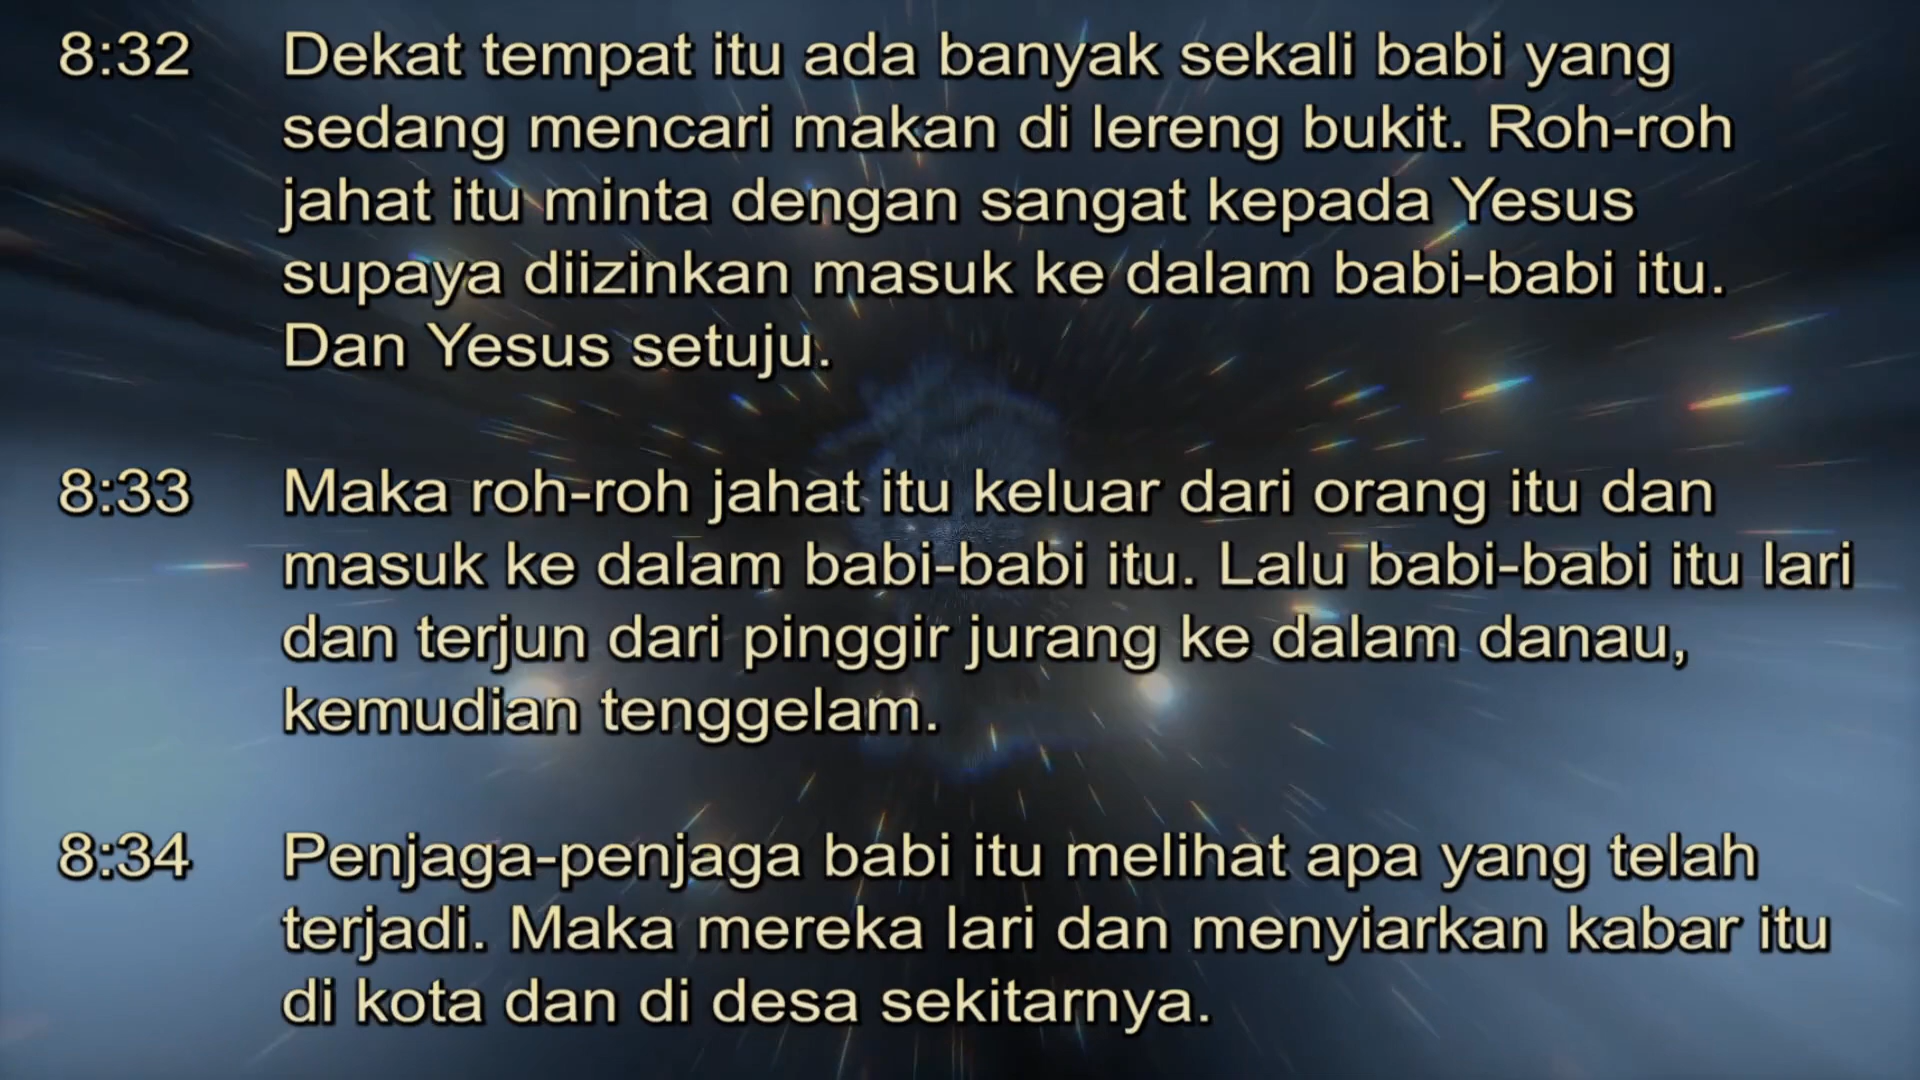 8:32 Dekat tempat itu ada banyak sekali babi yang
sedang mencari makan di lereng bukit. Roh-roh
jahat itu minta dengan sangat kepada Yesus
supaya diizinkan masuk ke dalam babi-babi itu.
Dan Yesus setuju.
8:33 Maka roh-roh jahat itu keluar dari orang itu dan
masuk ke dalam babi-babi itu. Lalu babi-babi itu lari
dan terjun dari pinggir jurang ke dalam danau,
kemudian tenggelam.
8:34 Penjaga-penjaga babi itu melihat apa yang telah
terjadi. Maka mereka lari dan menyiarkan kabar itu
di kota dan di desa sekitarnya.